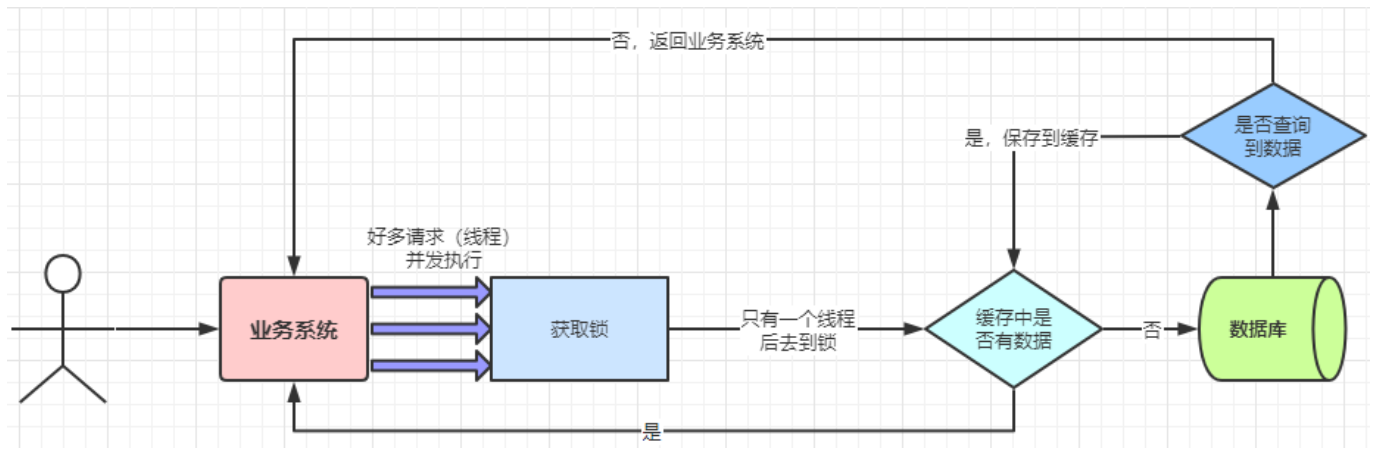 否，返回业务系统
是否查询
到数据
是，保存到缓存
好多请求（线程）
并发执行
业务系统
获取锁
只有一个线程
后去到锁
缓存中是
否有数据
否
数据库
是